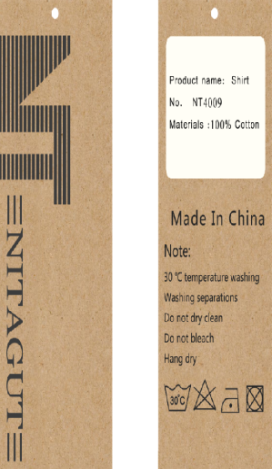 NT
ENITAGUTE
Product name: Shirt
No. NT4009
Materials :100% Cotton
Made In China
Note:
30 ℃ temperature washing
Washing separations
Do not dry clean
Do not bleach
Hang dry
30°C